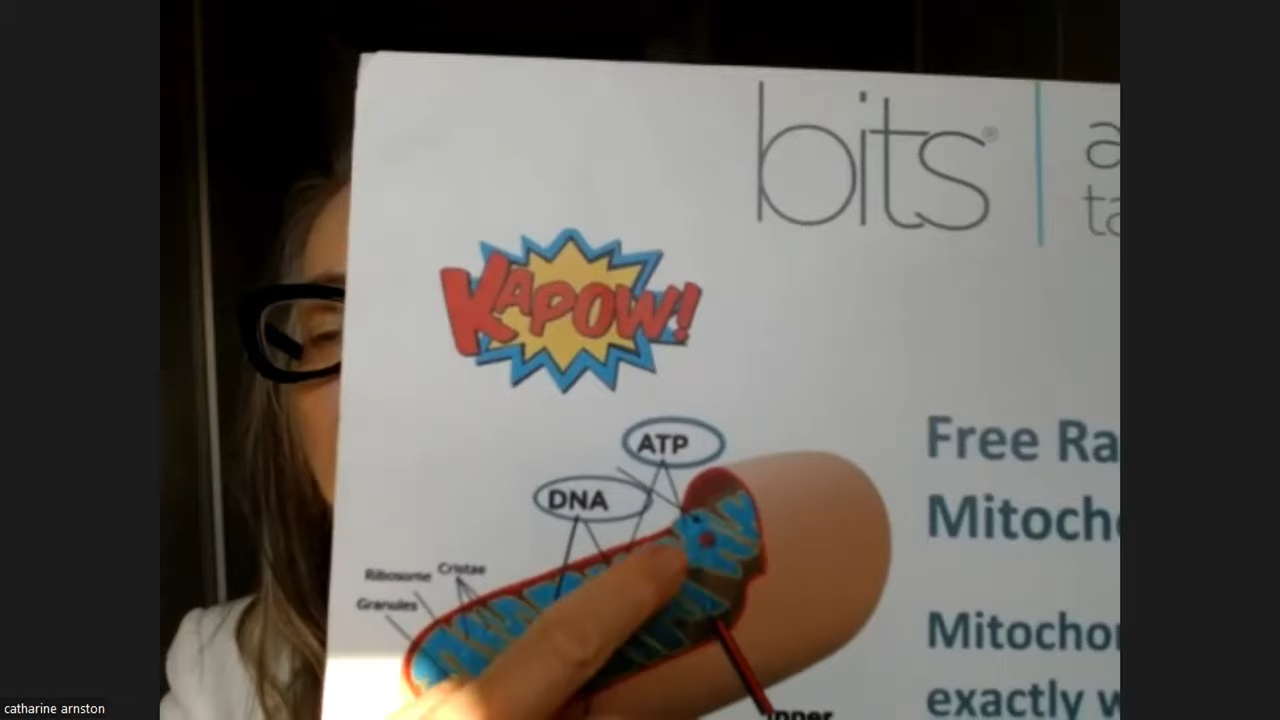 bits®
KAPOW!
ATP
DNA
Ribosome
Cristae
Granules
Free Ra
Mitoch
Mitochon
exactly w
catharine arnston